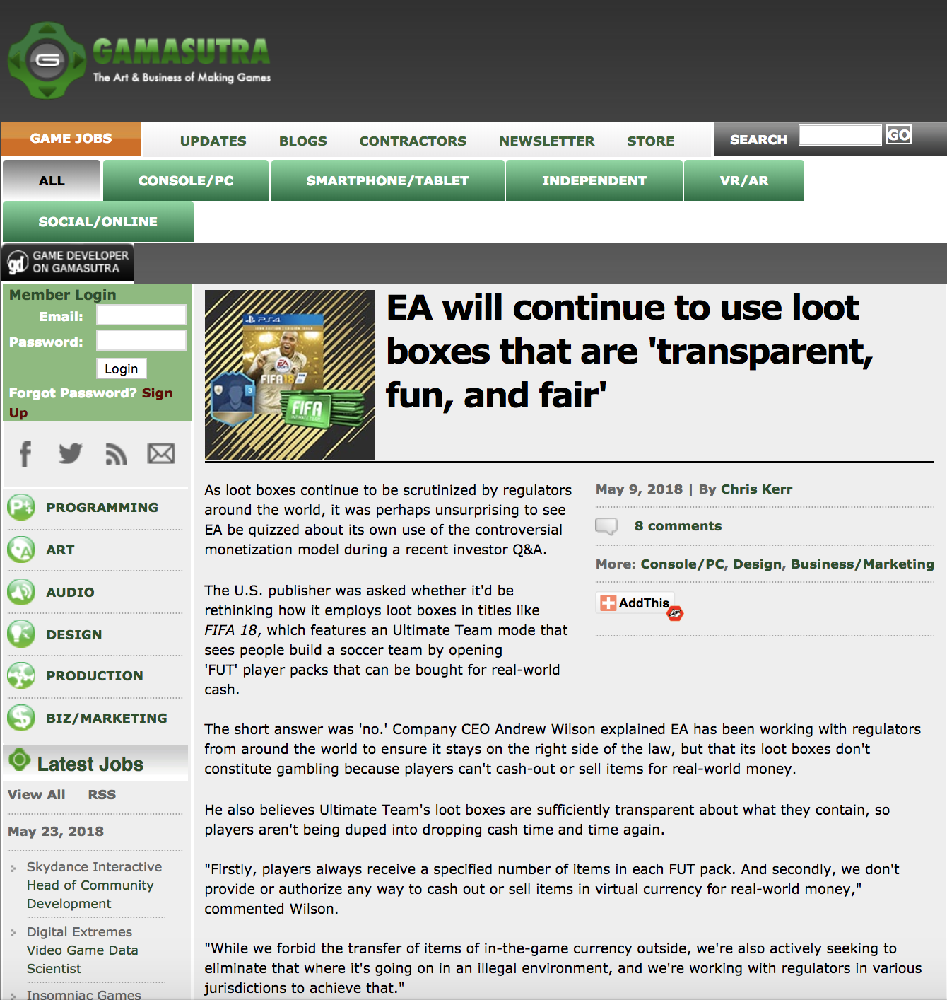 GAMASUTRA
The Art & Business of Making Games
GAME JOBS
UPDATES
BLOGS
CONTRACTORS
NEWSLETTER
STORE
SEARCH
GO
ALL
CONSOLE/PC
SMARTPHONE/TABLET
INDEPENDENT
VR/AR
SOCIAL/ONLINE
gd GAME DEVELOPER
ON GAMASUTRA
Member Login
Email:
Password:
Login
Forgot Password? Sign
Up
PROGRAMMING
ART
AUDIO
DESIGN
PRODUCTION
BIZ/MARKETING
Latest Jobs
View All RSS
May 23, 2018
Skydance Interactive
Head of Community
Development
Digital Extremes
Video Game Data
Scientist
Insomniac Games
PS4
ICON EDITION
EA
SPORTS
FIFA 18
3
FIFA
ULTIMATE TEAM
EA will continue to use loot
boxes that are 'transparent,
fun, and fair'
May 9, 2018 | By Chris Kerr
8 comments
More: Console/PC, Design, Business/Marketing
AddThis
As loot boxes continue to be scrutinized by regulators
around the world, it was perhaps unsurprising to see
EA be quizzed about its own use of the controversial
monetization model during a recent investor Q&A.
The U.S. publisher was asked whether it'd be
rethinking how it employs loot boxes in titles like
FIFA 18, which features an Ultimate Team mode that
sees people build a soccer team by opening
'FUT' player packs that can be bought for real-world
cash.
The short answer was 'no.' Company CEO Andrew Wilson explained EA has been working with regulators
from around the world to ensure it stays on the right side of the law, but that its loot boxes don't
constitute gambling because players can't cash-out or sell items for real-world money.
He also believes Ultimate Team's loot boxes are sufficiently transparent about what they contain, so
players aren't being duped into dropping cash time and time again.
"Firstly, players always receive a specified number of items in each FUT pack. And secondly, we don't
provide or authorize any way to cash out or sell items in virtual currency for real-world money,"
commented Wilson.
"While we forbid the transfer of items of in-the-game currency outside, we're also actively seeking to
eliminate that where it's going on in an illegal environment, and we're working with regulators in various
jurisdictions to achieve that."